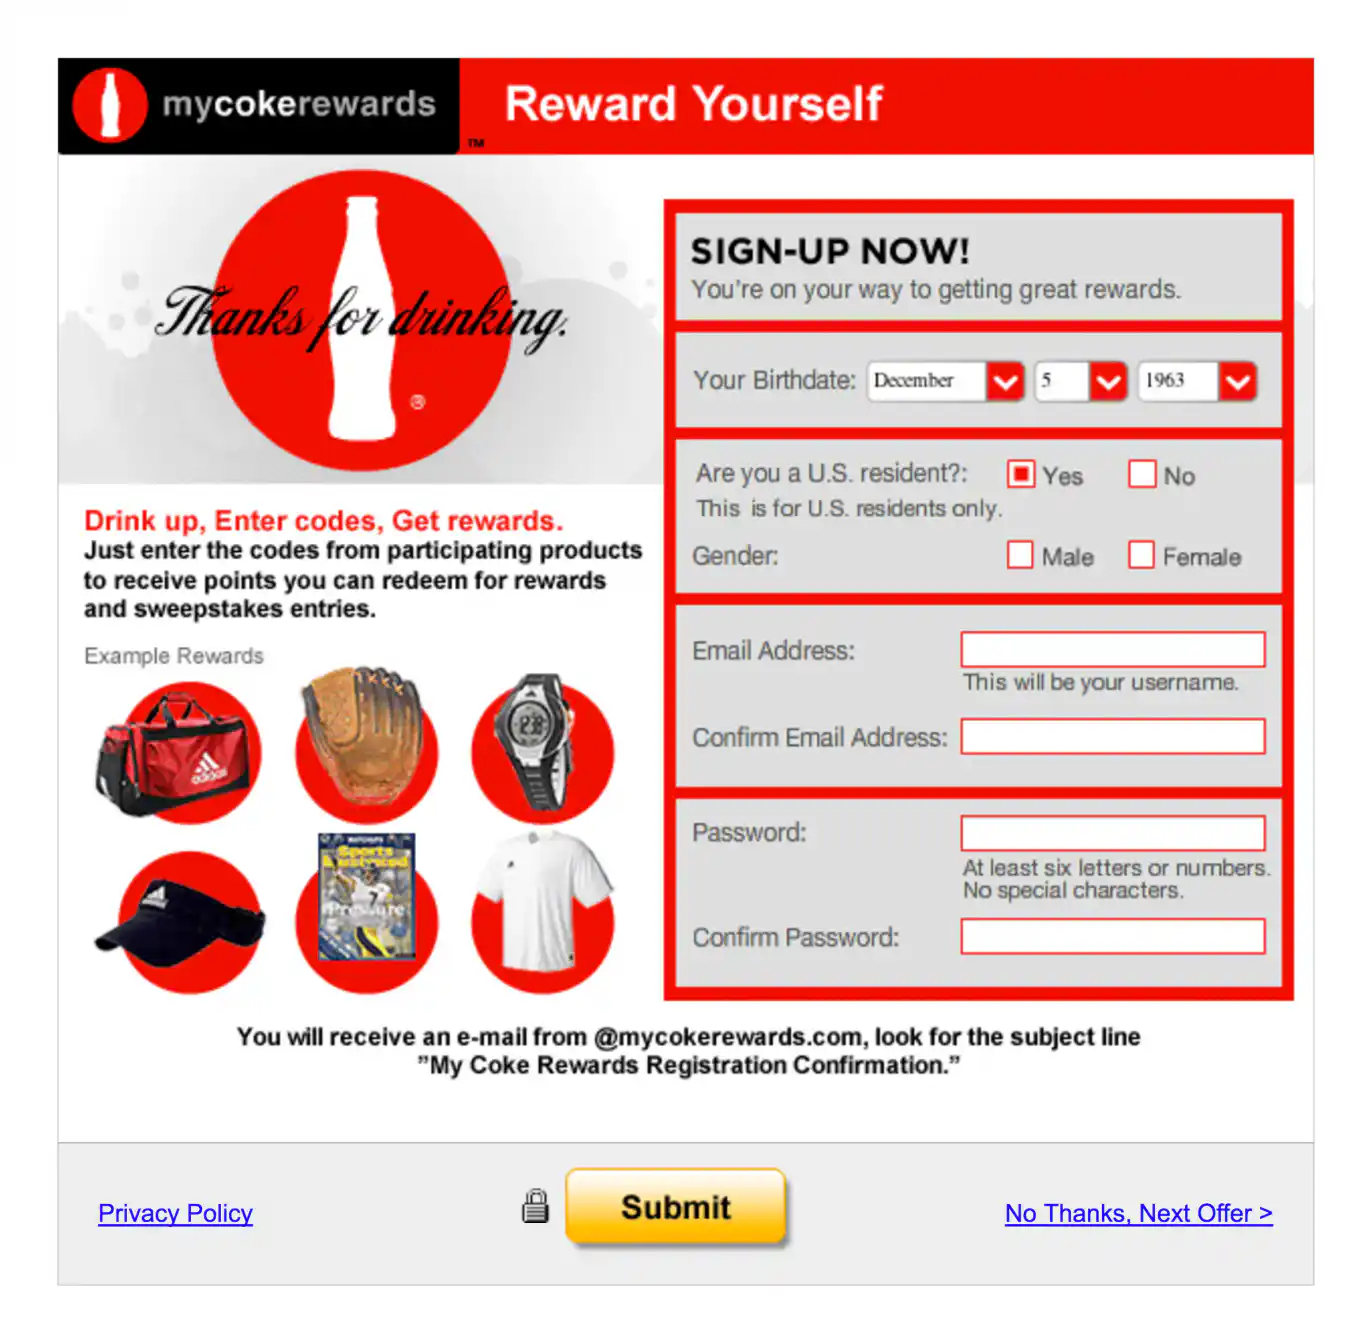 mycokerewards
™
Reward Yourself
Thanks for drinking.
®
Drink up, Enter codes, Get rewards.
Just enter the codes from participating products
to receive points you can redeem for rewards
and sweepstakes entries.
Example Rewards
adidas
Sports
Illustrated
7
Pressure
SIGN-UP NOW!
You're on your way to getting great rewards.
Your Birthdate: December 5 1963
Are you a U.S. resident?: Yes No
This is for U.S. residents only.
Gender: Male Female
Email Address:
This will be your username.
Confirm Email Address:
Password:
At least six letters or numbers.
No special characters.
Confirm Password:
You will receive an e-mail from @mycokerewards.com, look for the subject line
”My Coke Rewards Registration Confirmation.”
Privacy Policy
Submit
No Thanks, Next Offer >